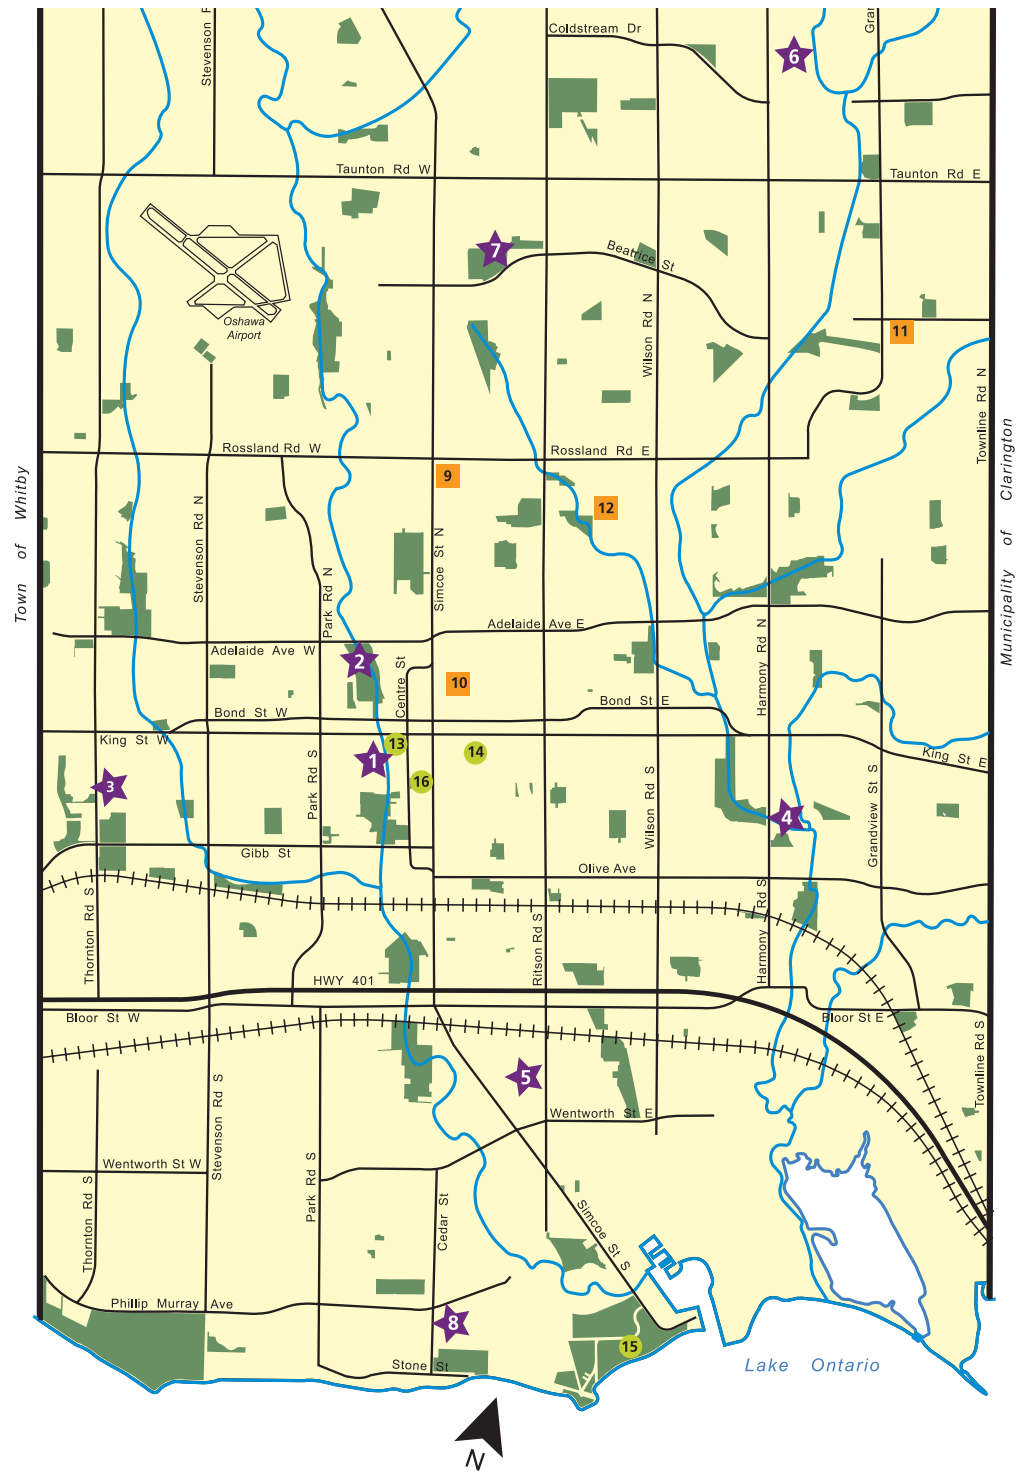 Coldstream Dr
Stevenson R
Gra
6
Taunton Rd W
Taunton Rd E
7
Beatrice St
Oshawa
Airport
11
Wilson Rd N
Townline Rd N
Rossland Rd W
Rossland Rd E
9
12
Town of Whitby
Municipality of Clarington
Stevenson Rd N
Simcoe St N
Park Rd N
Adelaide Ave E
Harmony Rd N
Adelaide Ave W
2
Centre St
10
Bond St W
Bond St E
King St W
King St E
13
14
1
3
16
Park Rd S
Wilson Rd S
4
Grandview St S
Gibb St
Olive Ave
Thornton Rd S
Ritson Rd S
Harmony Rd S
HWY 401
Bloor St W
Bloor St E
Townline Rd S
5
Wentworth St E
Stevenson Rd S
Wentworth St W
Park Rd S
Thornton Rd S
Cedar St
Simcoe St S
Phillip Murray Ave
8
15
Stone St
Lake Ontario
N